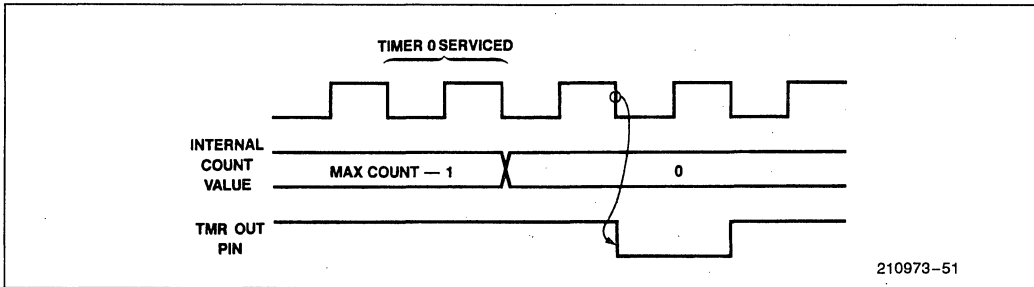 TIMER 0 SERVICED
INTERNAL
COUNT
VALUE
MAX COUNT — 1
0
TMR OUT
PIN
210973-51